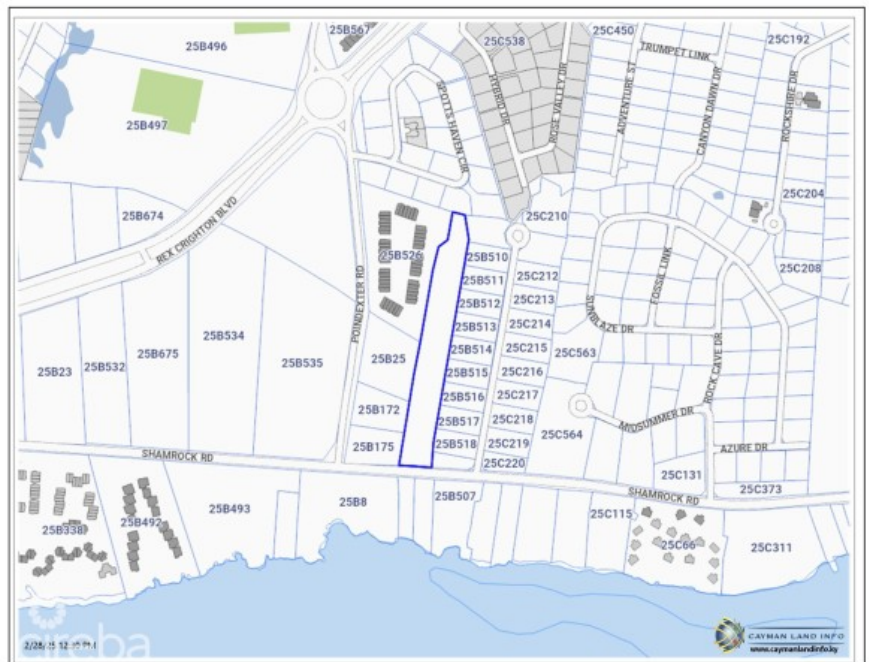 25B567
25B496
25C538
25C450
TRUMPET LINK
25C192
HYBRID DR
ROSE VALLEY DR
ADVENTURE ST
CANYON DAWN DR
ROCKSHIRE DR
SPOTTS HAVEN CIR
25B497
25C204
25B674
25C210
REX CRIGHTON BLVD
25B526
25B510
25C208
25B511
25C212
FOSSIL LINK
25B512
25C213
POINDEXTER RD
25B513
25C214
SUNBLAZE DR
25B534
25B514
25C215
25C563
25B675
25B535
25B25
25B23
25B532
25B515
25C216
ROCK CAVE DR
25B516
25C217
25B172
25B517
25C218
MIDSUMMER DR
25B175
25B518
25C219
25C564
AZURE DR
SHAMROCK RD
25C220
25C131
25C373
SHAMROCK RD
25B493
25B8
25B507
25B492
25C115
25B338
25C66
25C311
cireba
CAYMAN LAND INFO
www.caymanlandinfo.ky